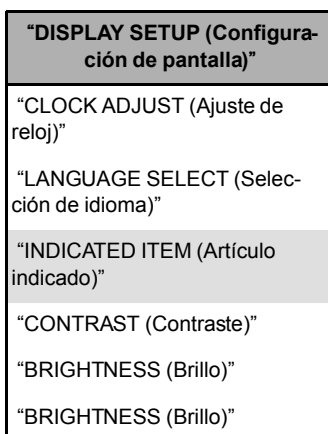 “DISPLAY SETUP (Configura-
ción de pantalla)”
“CLOCK ADJUST (Ajuste de
reloj)”
“LANGUAGE SELECT (Selec-
ción de idioma)”
“INDICATED ITEM (Artículo
indicado)”
“CONTRAST (Contraste)”
“BRIGHTNESS (Brillo)”
“BRIGHTNESS (Brillo)”